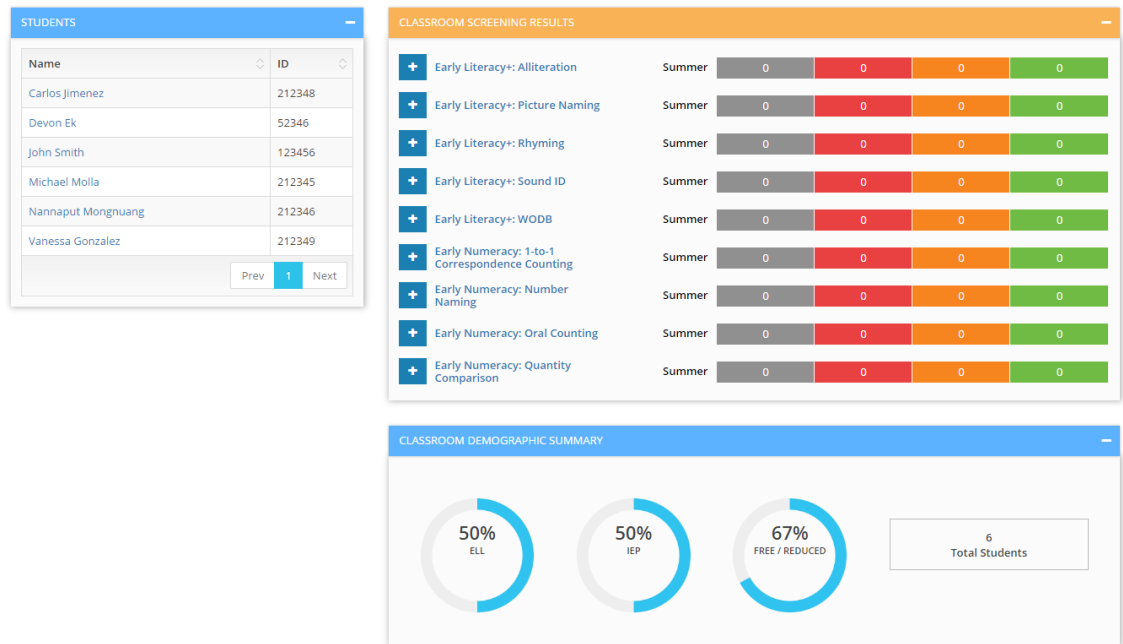 STUDENTS
Name ID
Carlos Jimenez 212348
Devon Ek 52346
John Smith 123456
Michael Molla 212345
Nannaput Mongnuang 212346
Vanessa Gonzalez 212349
Prev 1 Next
CLASSROOM SCREENING RESULTS
Early Literacy+: Alliteration Summer 0 0 0 0
Early Literacy+: Picture Naming Summer 0 0 0 0
Early Literacy+: Rhyming Summer 0 0 0 0
Early Literacy+: Sound ID Summer 0 0 0 0
Early Literacy+: WODB Summer 0 0 0 0
Early Numeracy: 1-to-1
Correspondence Counting Summer 0 0 0 0
Early Numeracy: Number
Naming Summer 0 0 0 0
Early Numeracy: Oral Counting Summer 0 0 0 0
Early Numeracy: Quantity
Comparison Summer 0 0 0 0
CLASSROOM DEMOGRAPHIC SUMMARY
50%
ELL
50%
IEP
67%
FREE / REDUCED
6
Total Students